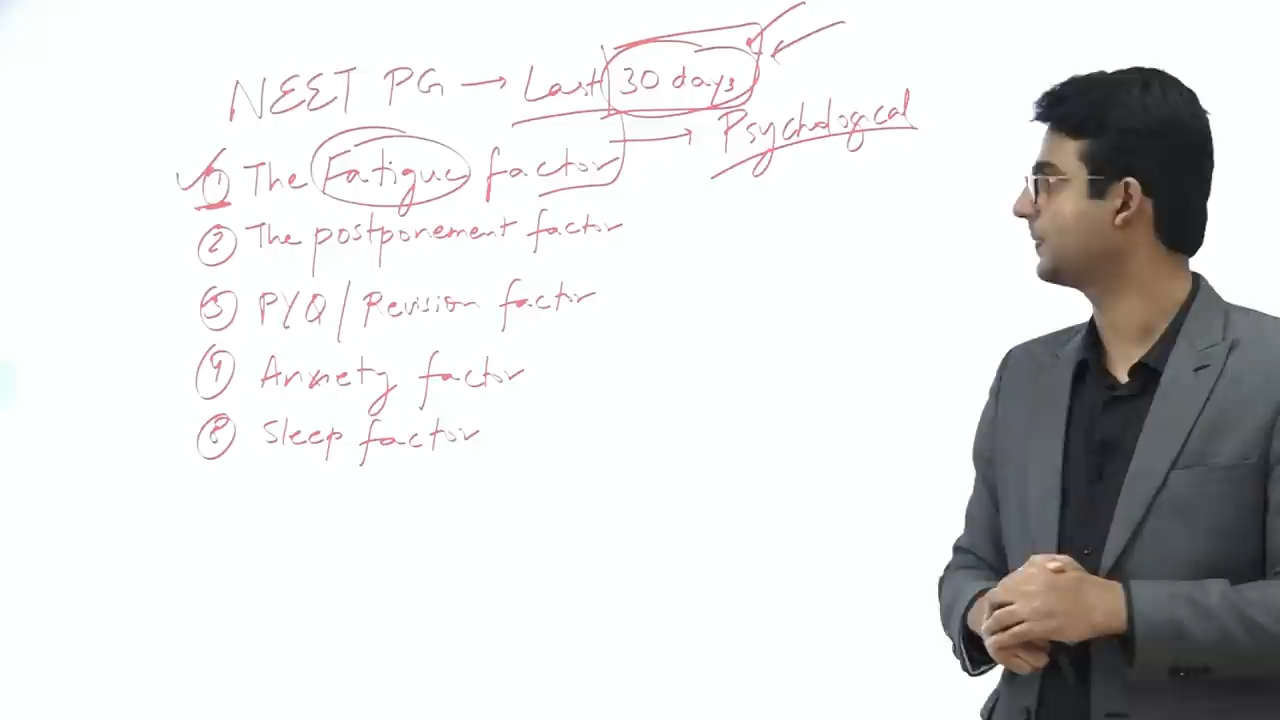 NEET PG → Last 30 days
→ Psychological
① The Fatigue factor
② The postponement factor
③ PYQ / Revision factor
④ Anxiety factor
⑧ Sleep factor